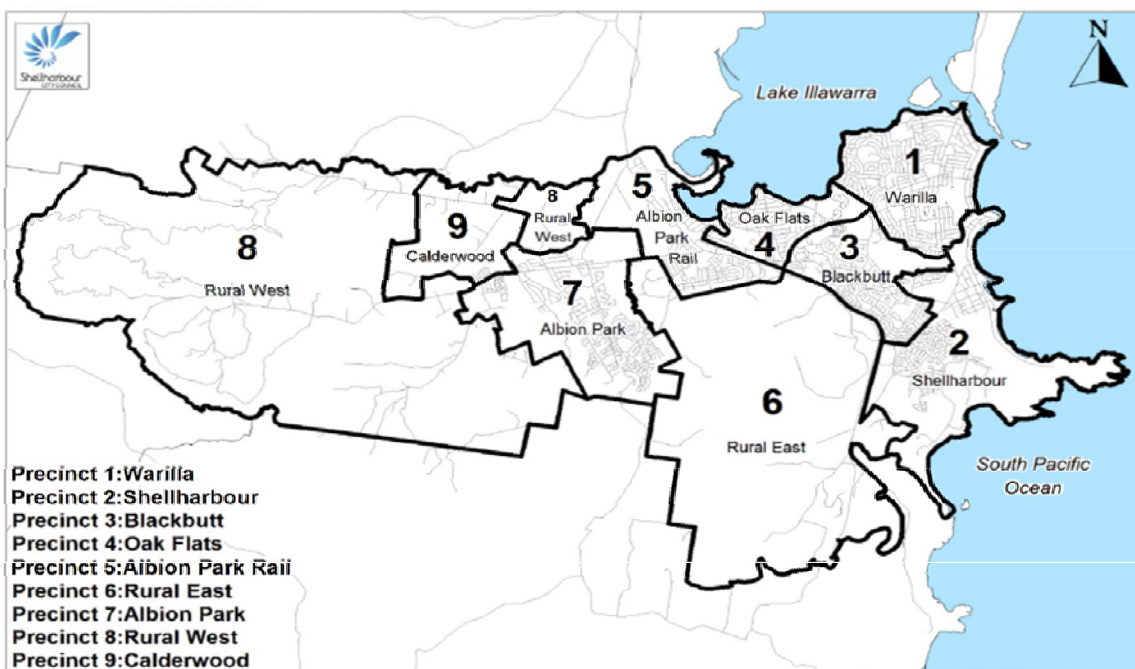 Shellharbour
CITY COUNCIL
N
Lake Illawarra
1
Warilla
8
Rural West
9
Calderwood
8
Rural
West
5
Albion
Park
Rail
Oak Flats
4
3
Blackbutt
7
Albion Park
2
Shellharbour
6
Rural East
South Pacific
Ocean
Precinct 1:Warilla
Precinct 2:Shellharbour
Precinct 3:Blackbutt
Precinct 4:Oak Flats
Precinct 5:Albion Park Rail
Precinct 6:Rural East
Precinct 7:Albion Park
Precinct 8:Rural West
Precinct 9:Calderwood